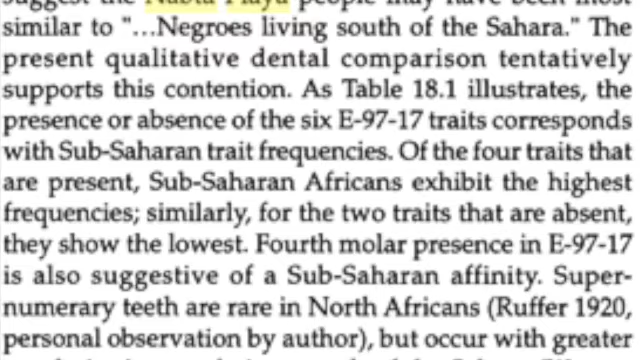 suggest the Nabta Playa people may have been most
similar to "...Negroes living south of the Sahara." The
present qualitative dental comparison tentatively
supports this contention. As Table 18.1 illustrates, the
presence or absence of the six E-97-17 traits corresponds
with Sub-Saharan trait frequencies. Of the four traits that
are present, Sub-Saharan Africans exhibit the highest
frequencies; similarly, for the two traits that are absent,
they show the lowest. Fourth molar presence in E-97-17
is also suggestive of a Sub-Saharan affinity. Super-
numerary teeth are rare in North Africans (Ruffer 1920,
personal observation by author), but occur with greater